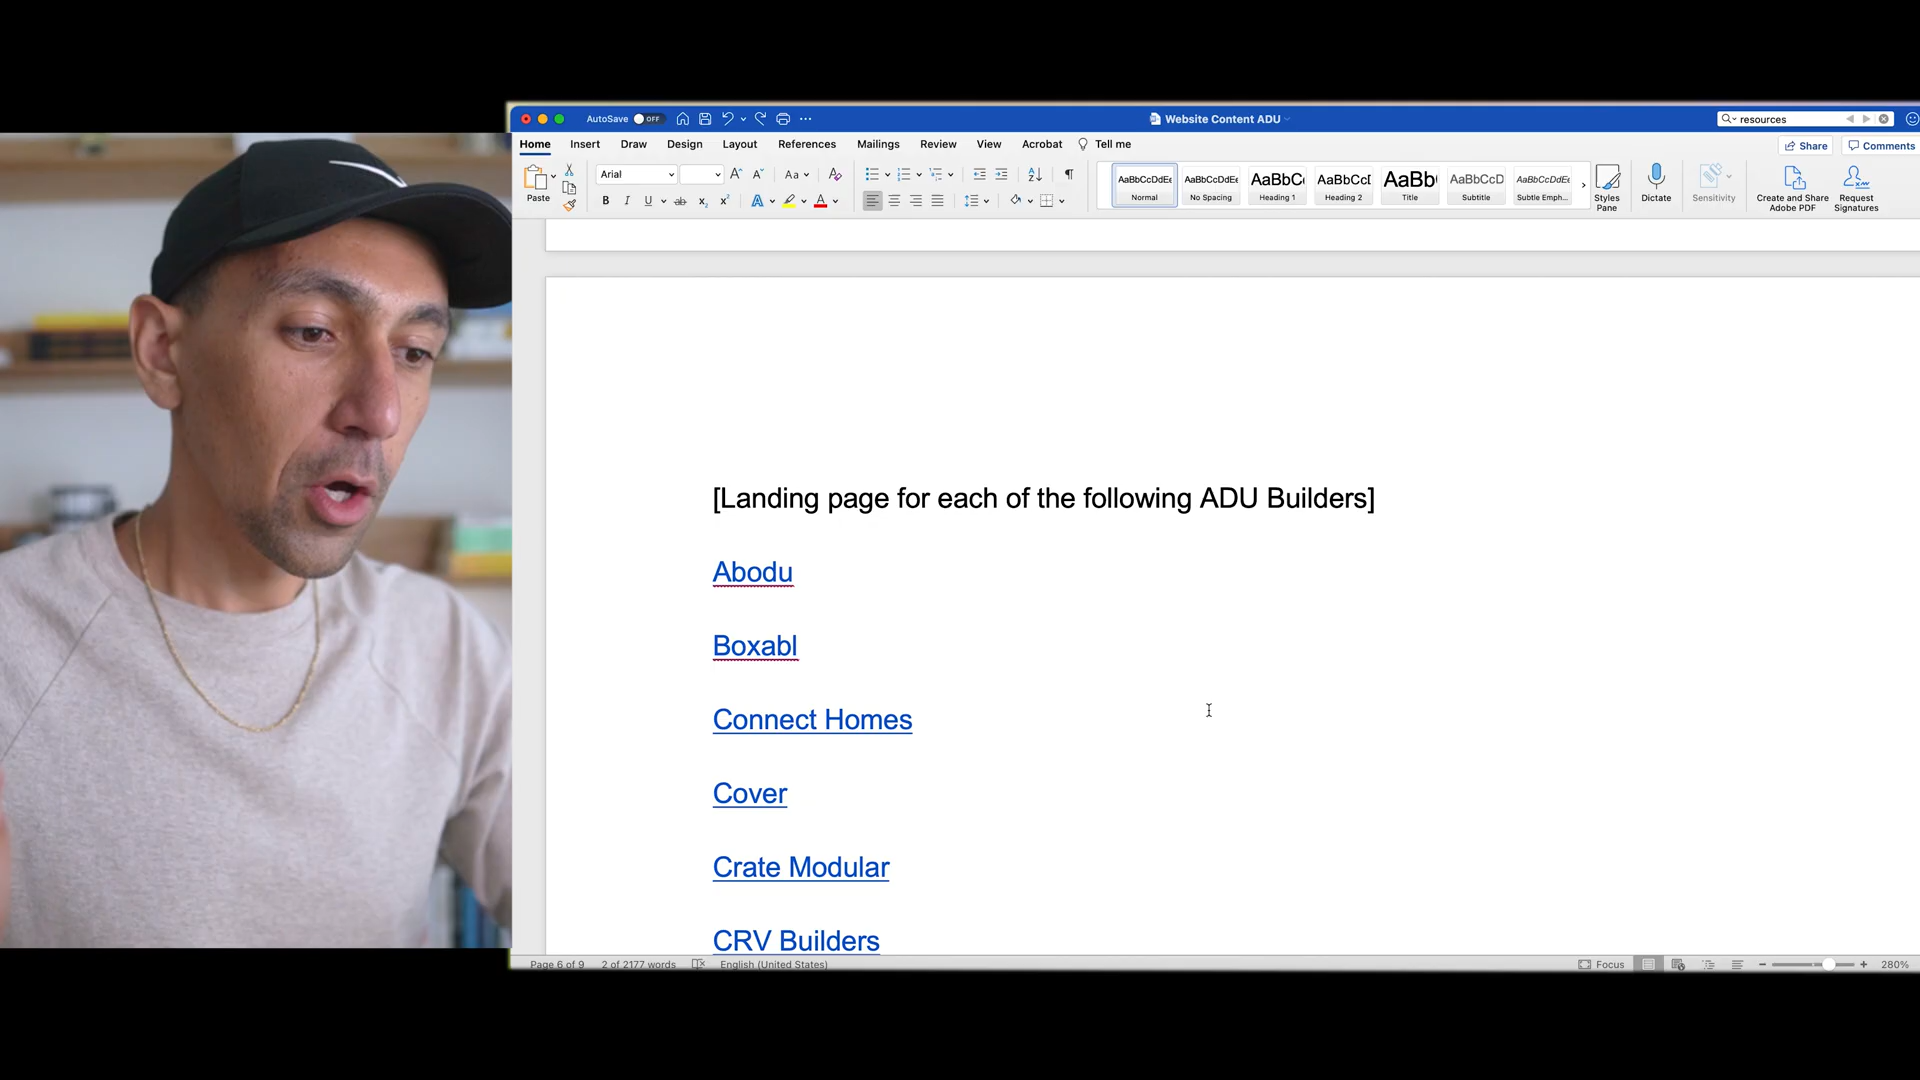 AutoSave OFF
Website Content ADU
resources
Home Insert Draw Design Layout References Mailings Review View Acrobat Tell me
Share Comments
Paste
Arial
Aa
AaBbCcDdEe AaBbCcDdEe AaBbC AaBbCcD AaBb( AaBbCcD AaBbCcDdEe
Normal No Spacing Heading 1 Heading 2 Title Subtitle Subtle Emph...
Styles Pane
Dictate
Sensitivity
Create and Share Adobe PDF
Request Signatures
[Landing page for each of the following ADU Builders]
Abodu
Boxabl
Connect Homes
Cover
Crate Modular
CRV Builders
Page 6 of 9 2 of 2177 words English (United States) Focus 280%